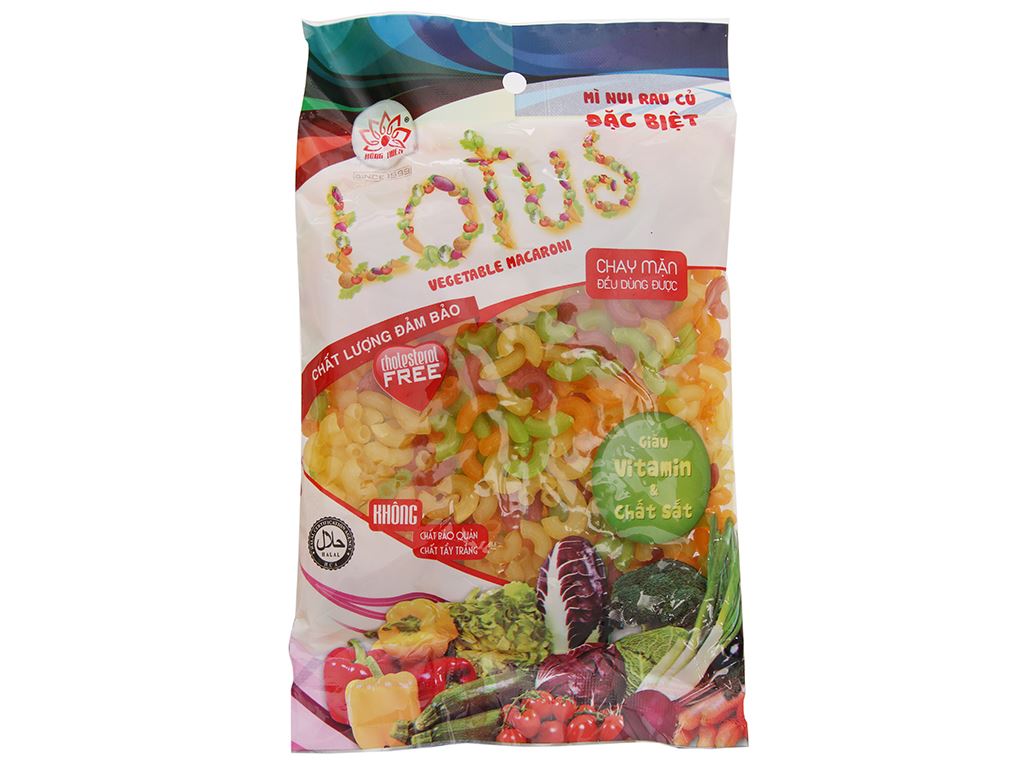 MÌ NUI RAU CỦ
ĐẶC BIỆT
®
SINCE 1999
Lotus
VEGETABLE MACARONI
CHAY MẶN
ĐỀU DÙNG ĐƯỢC
CHẤT LƯỢNG ĐẢM BẢO
cholesterol
FREE
Giàu
Vitamin
&
Chất Sắt
KHÔNG
CHẤT BẢO QUẢN
CHẤT TẨY TRẮNG
حلال
HALAL